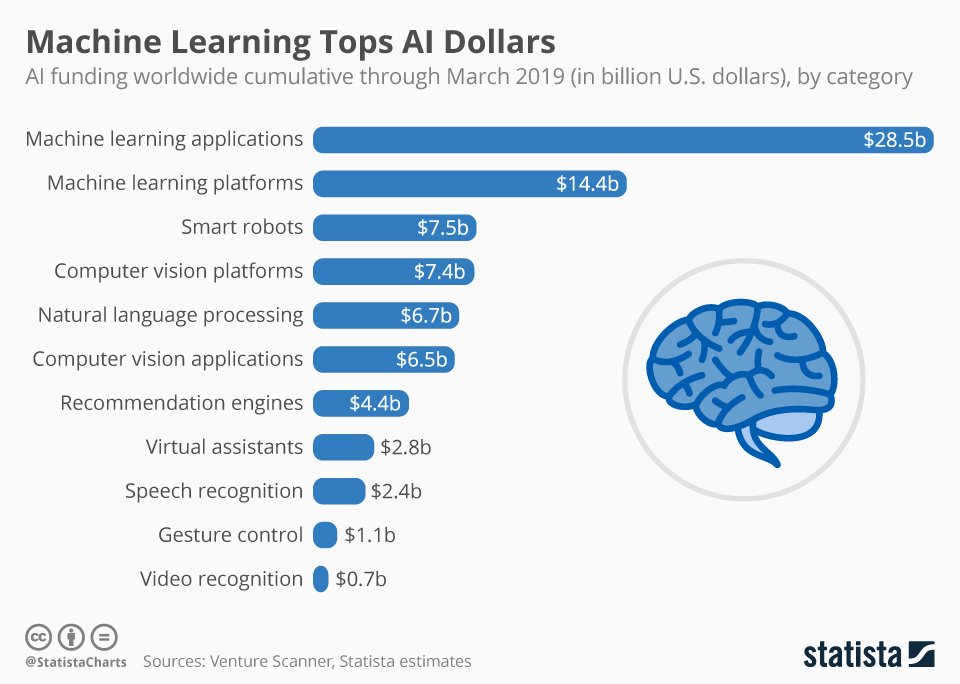 Machine Learning Tops AI Dollars
AI funding worldwide cumulative through March 2019 (in billion U.S. dollars), by category
Machine learning applications $28.5b
Machine learning platforms $14.4b
Smart robots $7.5b
Computer vision platforms $7.4b
Natural language processing $6.7b
Computer vision applications $6.5b
Recommendation engines $4.4b
Virtual assistants $2.8b
Speech recognition $2.4b
Gesture control $1.1b
Video recognition $0.7b
cc
@StatistaCharts Sources: Venture Scanner, Statista estimates
statista